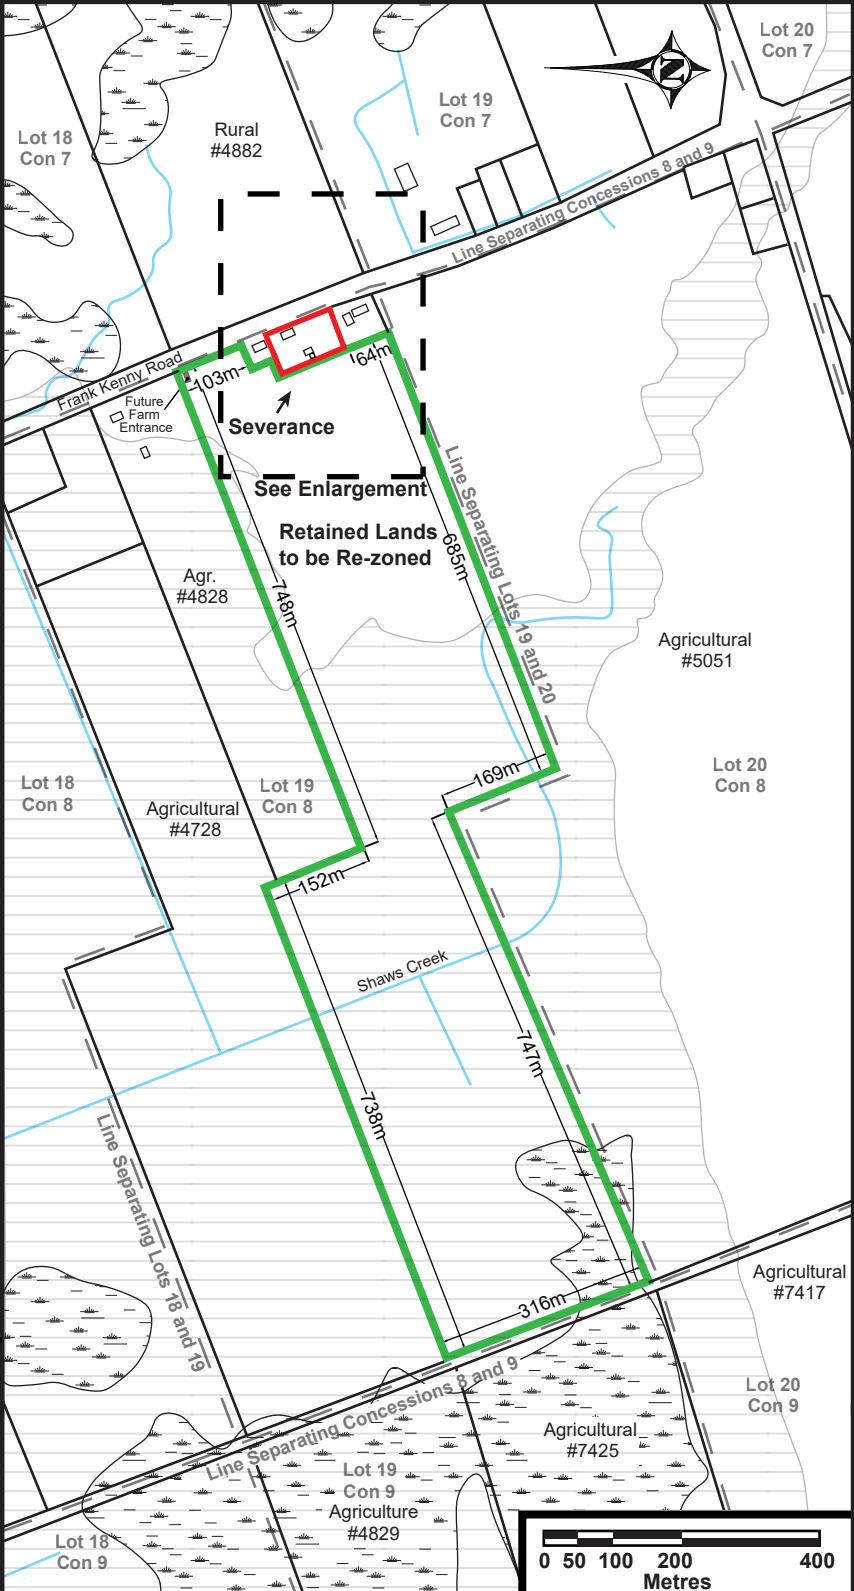 Lot 20
Con 7
N
Lot 19
Con 7
Rural
#4882
Lot 18
Con 7
Line Separating Concessions 8 and 9
Frank Kenny Road
103m
64m
Future
Farm
Entrance
Severance
See Enlargement
Retained Lands
to be Re-zoned
Line Separating Lots 19 and 20
685m
748m
Agr.
#4828
Agricultural
#5051
Lot 20
Con 8
169m
Lot 18
Con 8
Lot 19
Con 8
Agricultural
#4728
152m
Shaws Creek
747m
738m
Line Separating Lots 18 and 19
316m
Agricultural
#7417
Line Separating Concessions 8 and 9
Lot 20
Con 9
Agricultural
#7425
Lot 19
Con 9
Agriculture
#4829
Lot 18
Con 9
0 50 100 200 400
Metres